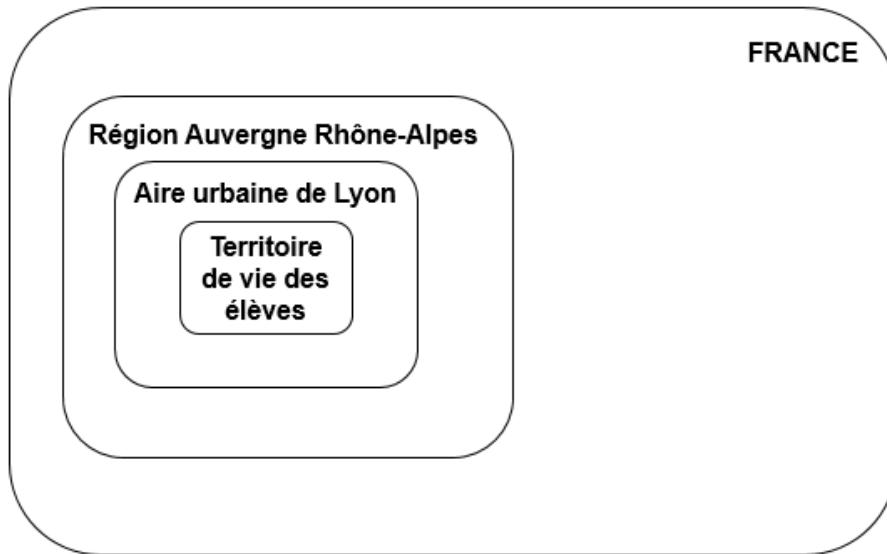 FRANCE
Région Auvergne Rhône-Alpes
Aire urbaine de Lyon
Territoire
de vie des
élèves